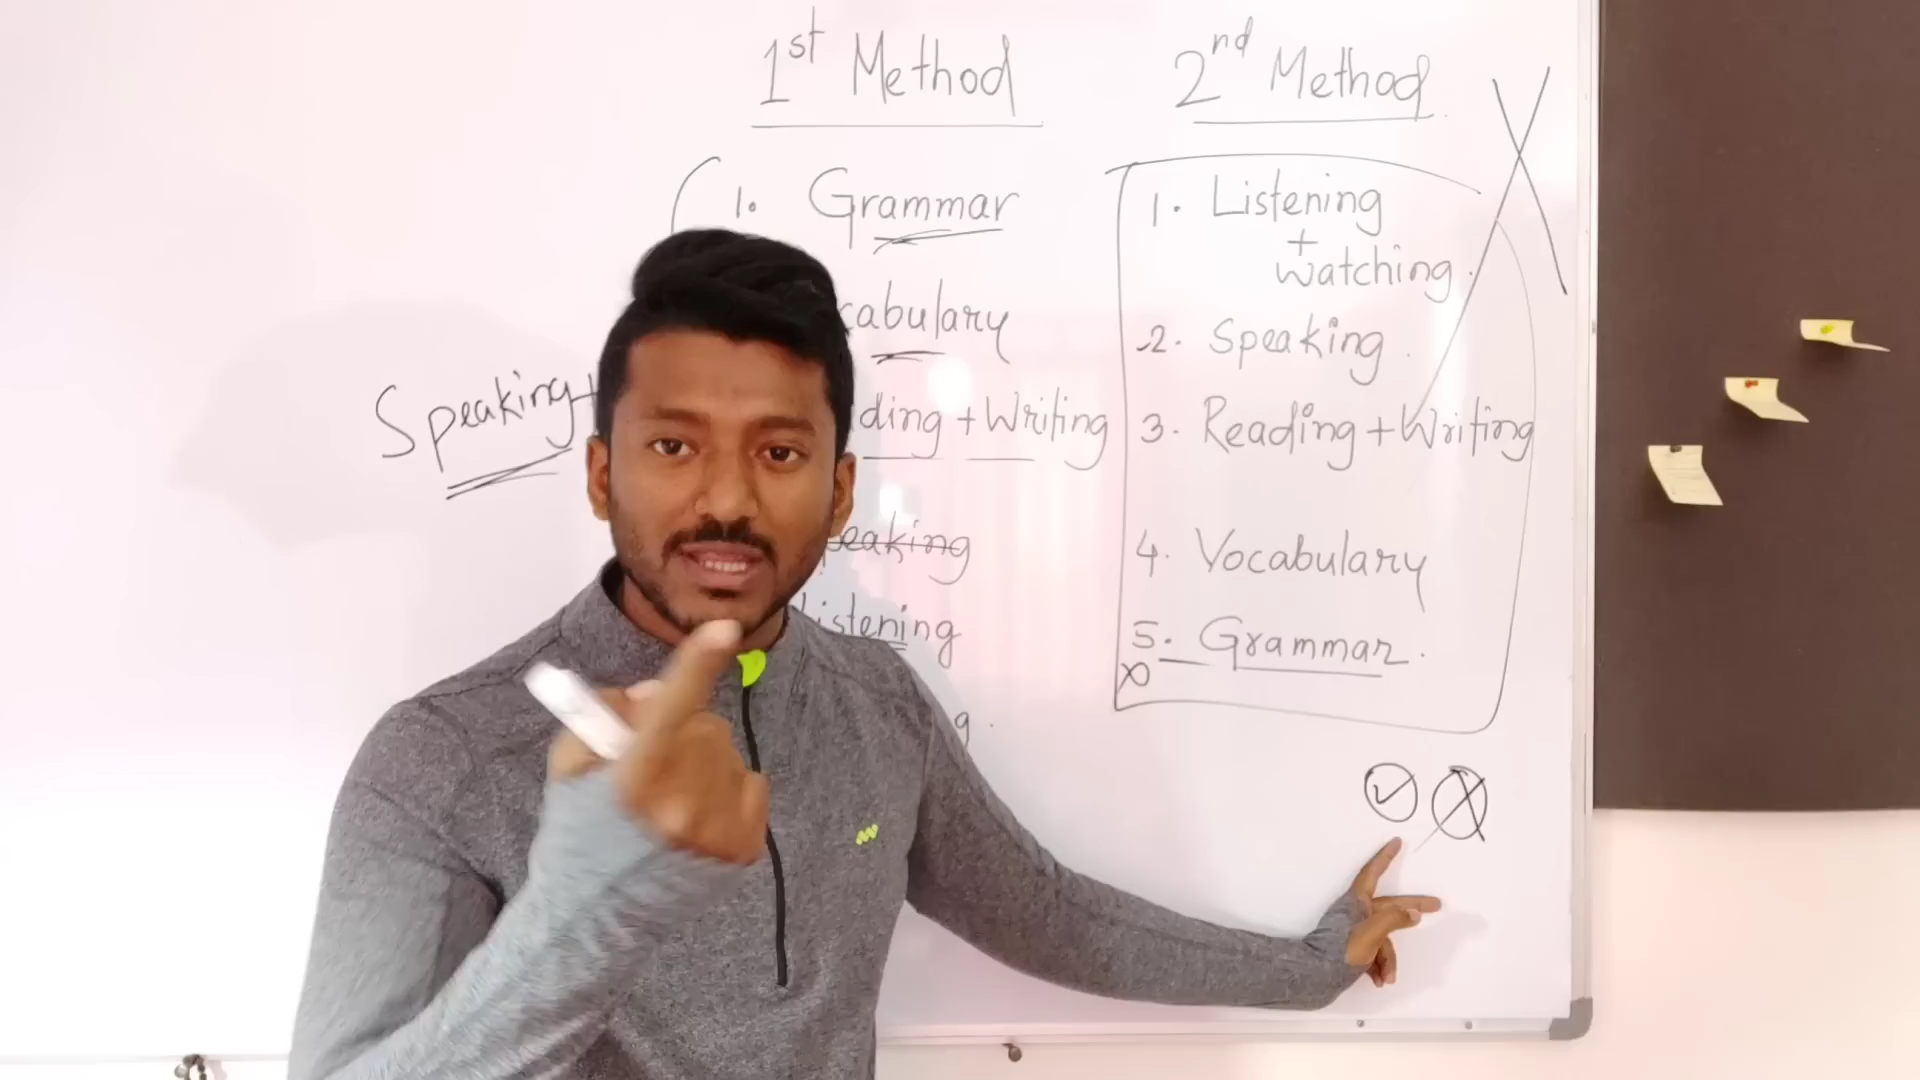 1st Method
1. Grammar
cabulary
Speaking+
ding + Writing
eaking
Listening
g.
2nd Method
1. Listening
+
watching.
2. Speaking.
3. Reading + Writing
4. Vocabulary
5. Grammar.